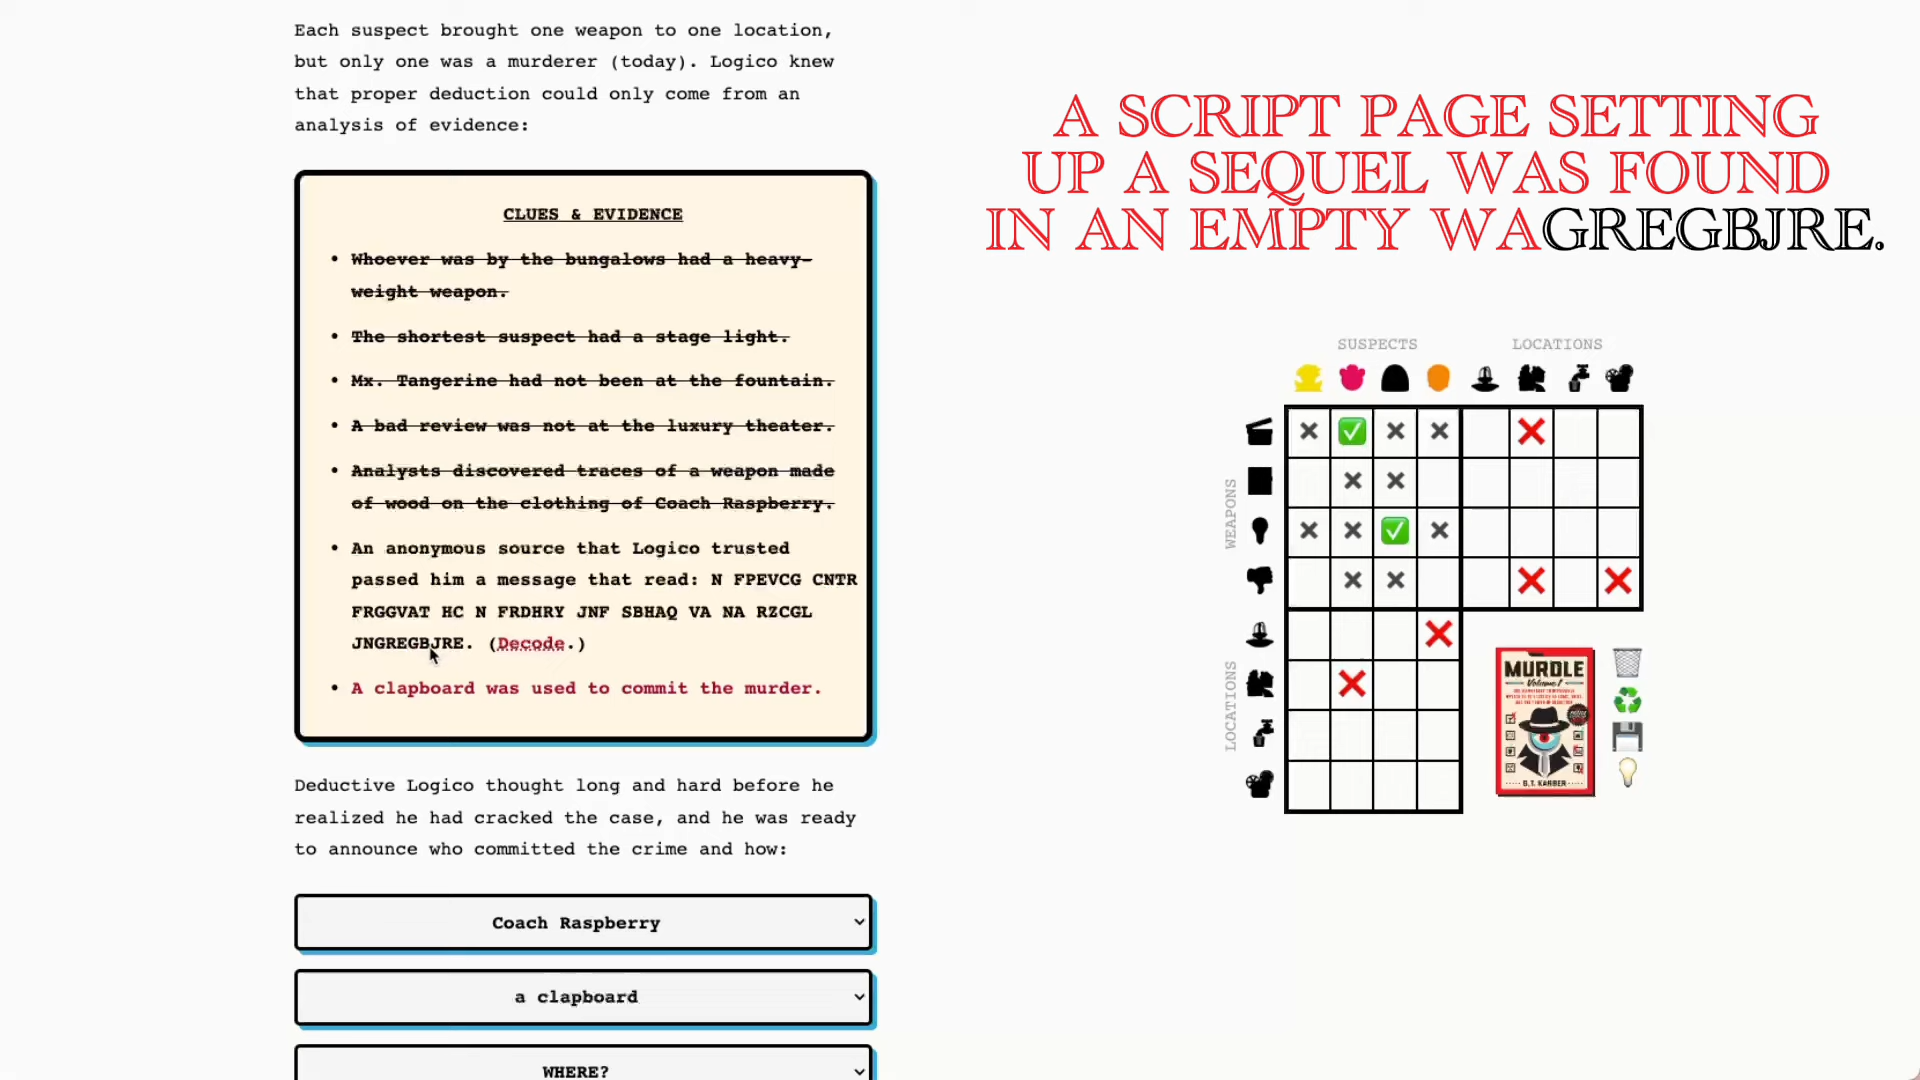 Each suspect brought one weapon to one location,
but only one was a murderer (today). Logico knew
that proper deduction could only come from an
analysis of evidence:
CLUES & EVIDENCE
• Whoever was by the bungalows had a heavy-
weight weapon.
• The shortest suspect had a stage light.
• Mx. Tangerine had not been at the fountain.
• A bad review was not at the luxury theater.
• Analysts discovered traces of a weapon made
of wood on the clothing of Coach Raspberry.
• An anonymous source that Logico trusted
passed him a message that read: N FPEVCG CNTR
FRGGVAT HC N FRDHRY JNF SBHAQ VA NA RZCGL
JNGREGBJRE. (Decode.)
• A clapboard was used to commit the murder.
Deductive Logico thought long and hard before he
realized he had cracked the case, and he was ready
to announce who committed the crime and how:
Coach Raspberry
a clapboard
WHERE?
A SCRIPT PAGE SETTING
UP A SEQUEL WAS FOUND
IN AN EMPTY WAGREGBJRE.
SUSPECTS
LOCATIONS
WEAPONS
LOCATIONS
MURDLE
Volume 1
G.T. KARBER